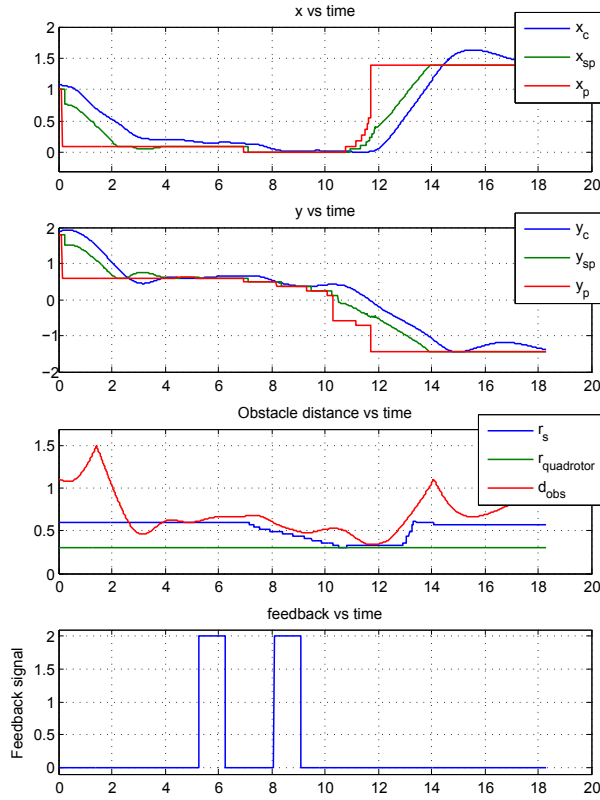 x vs time
2
1.5
1
0.5
0
0 2 4 6 8 10 12 14 16 18 20
x_c
x_sp
x_p
y vs time
2
1
0
−1
−2
0 2 4 6 8 10 12 14 16 18 20
y_c
y_sp
y_p
Obstacle distance vs time
1.5
1
0.5
0
0 2 4 6 8 10 12 14 16 18 20
r_s
r_quadrotor
d_obs
feedback vs time
Feedback signal
2
1.5
1
0.5
0
0 2 4 6 8 10 12 14 16 18 20